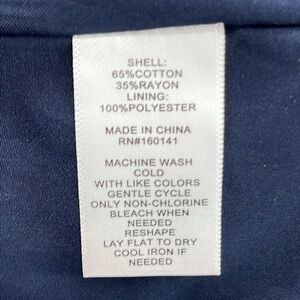 SHELL:
65%COTTON
35%RAYON
LINING:
100%POLYESTER
MADE IN CHINA
RN#160141
MACHINE WASH
COLD
WITH LIKE COLORS
GENTLE CYCLE
ONLY NON-CHLORINE
BLEACH WHEN
NEEDED
RESHAPE
LAY FLAT TO DRY
COOL IRON IF
NEEDED